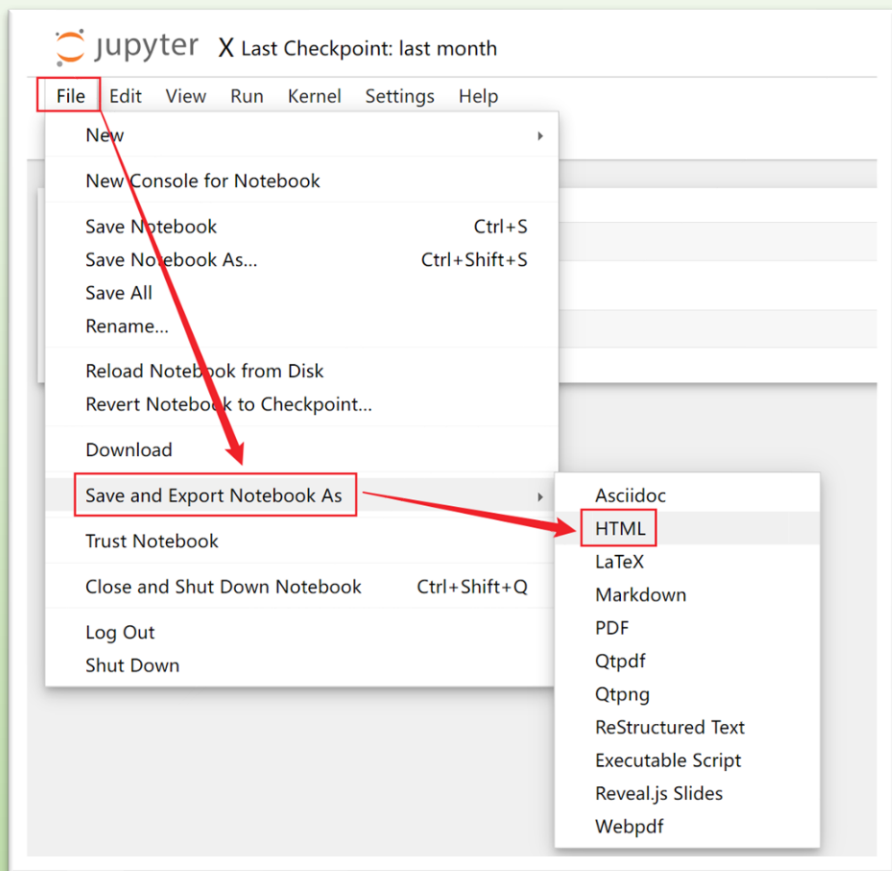 jupyter X Last Checkpoint: last month
File Edit View Run Kernel Settings Help
New
New Console for Notebook
Save Notebook Ctrl+S
Save Notebook As... Ctrl+Shift+S
Save All
Rename...
Reload Notebook from Disk
Revert Notebook to Checkpoint...
Download
Save and Export Notebook As
Trust Notebook
Close and Shut Down Notebook Ctrl+Shift+Q
Log Out
Shut Down
Asciidoc
HTML
LaTeX
Markdown
PDF
Qtpdf
Qtpng
ReStructured Text
Executable Script
Reveal.js Slides
Webpdf